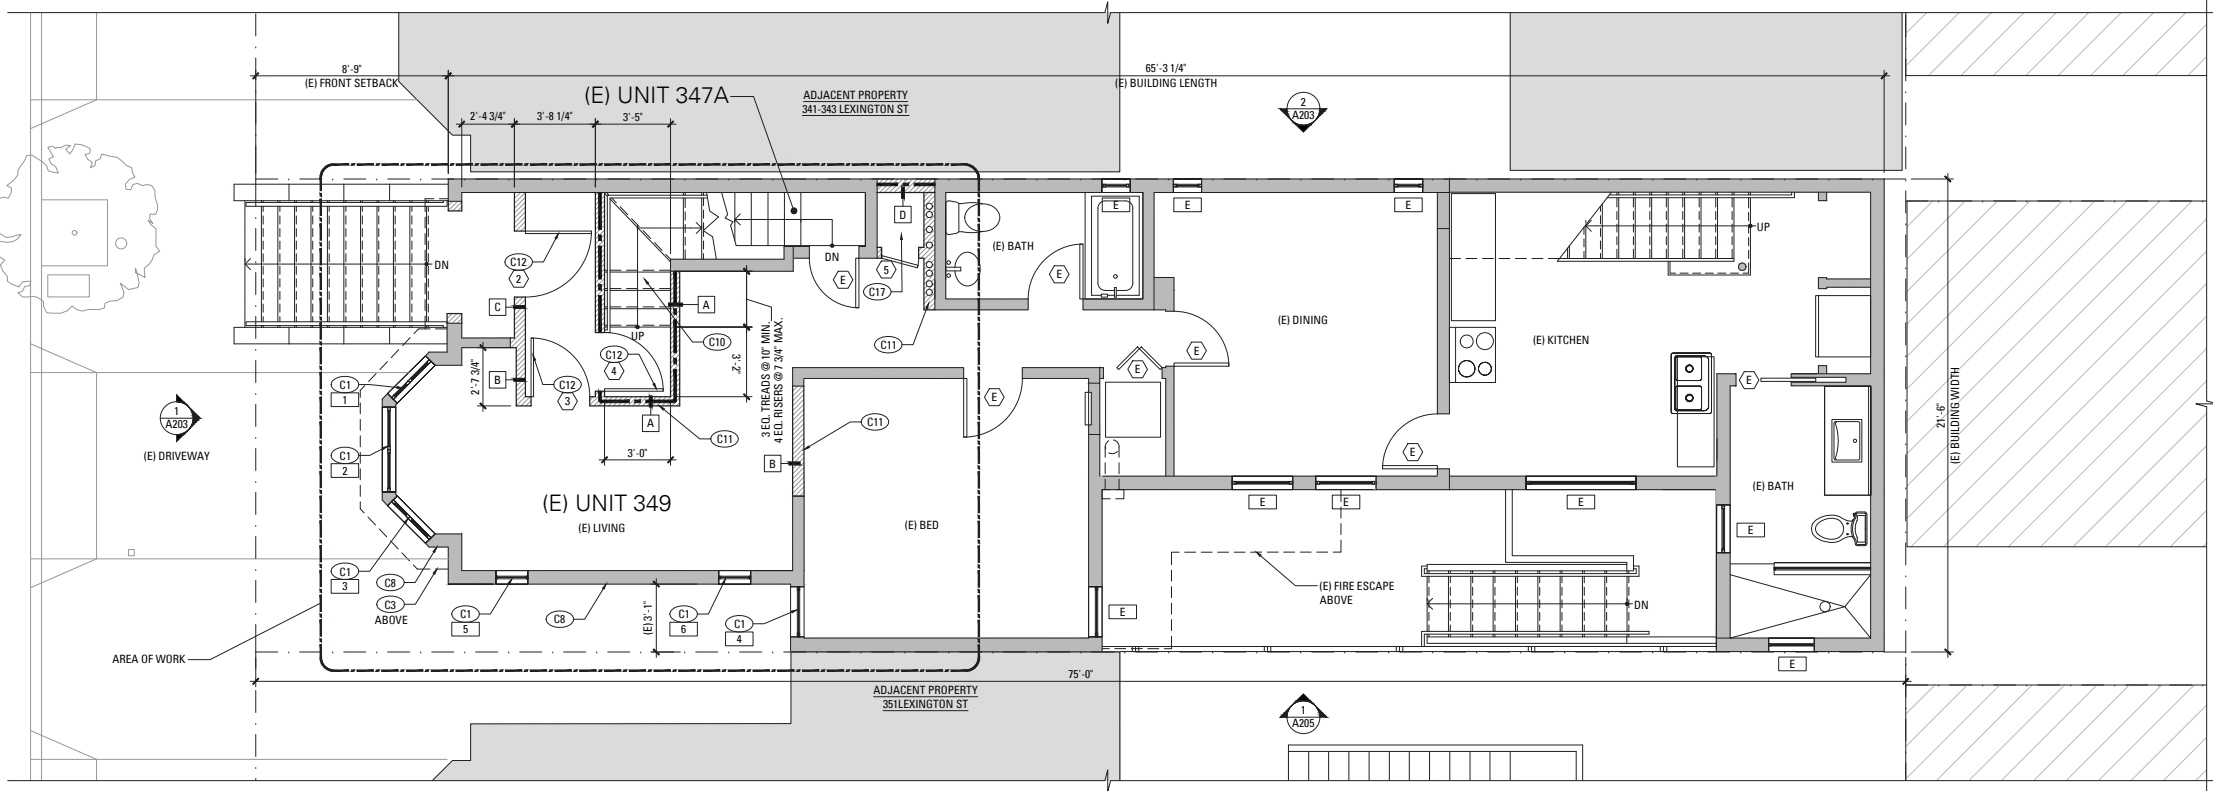 8'-9"
(E) FRONT SETBACK
65'-3 1/4"
(E) BUILDING LENGTH
(E) UNIT 347A
ADJACENT PROPERTY
341-343 LEXINGTON ST
2
A203
2'-4 3/4"
3'-8 1/4"
3'-5"
D
E
E
E
(E) BATH
UP
DN
C12
2
DN
E
5
C17
E
C
A
UP
C10
3 EQ. TREADS @ 10" MIN.
4 EQ. RISERS @ 7 3/4" MAX.
3'-2"
C11
(E) DINING
(E) KITCHEN
E
E
C12
4
2'-7 3/4"
B
C12
3
C1
1
E
E
1
A203
(E) DRIVEWAY
A
C11
C11
21'-6"
(E) BUILDING WIDTH
C1
2
3'-0"
B
E
(E) UNIT 349
(E) LIVING
(E) BED
E
E
E
(E) BATH
E
C1
3
C8
C3
ABOVE
C1
5
C8
(E) 3'-1"
C1
6
C1
4
E
(E) FIRE ESCAPE
ABOVE
DN
E
AREA OF WORK
75'-0"
ADJACENT PROPERTY
351LEXINGTON ST
1
A205